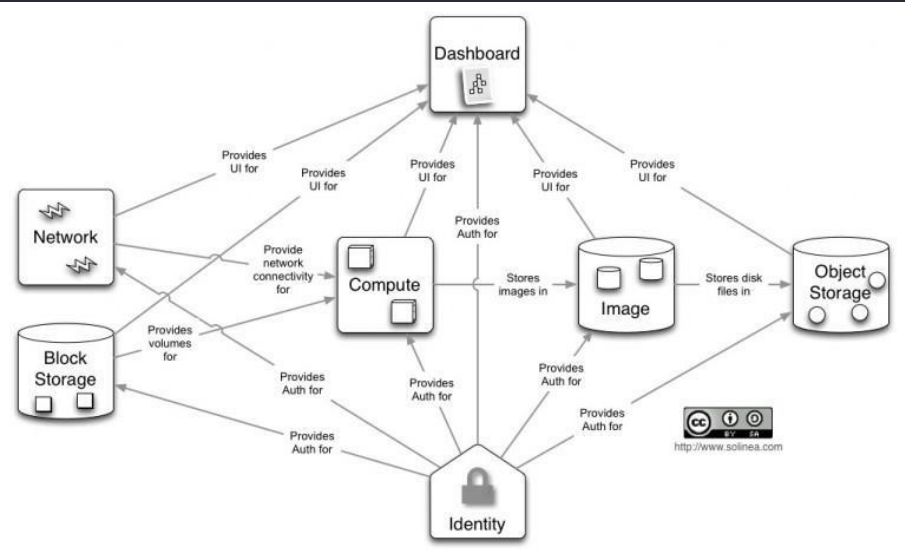 Dashboard
Provides
UI for
Provides
UI for
Provides
UI for
Provides
UI for
Provides
UI for
Provides
Auth for
Network
Provide
network
connectivity
for
Compute
Stores
images in
Image
Stores disk
files in
Object
Storage
Block
Storage
Provides
volumes
for
Provides
Auth for
Provides
Auth for
Provides
Auth for
Provides
Auth for
Provides
Auth for
Identity
cc
BY SA
http://www.solinea.com